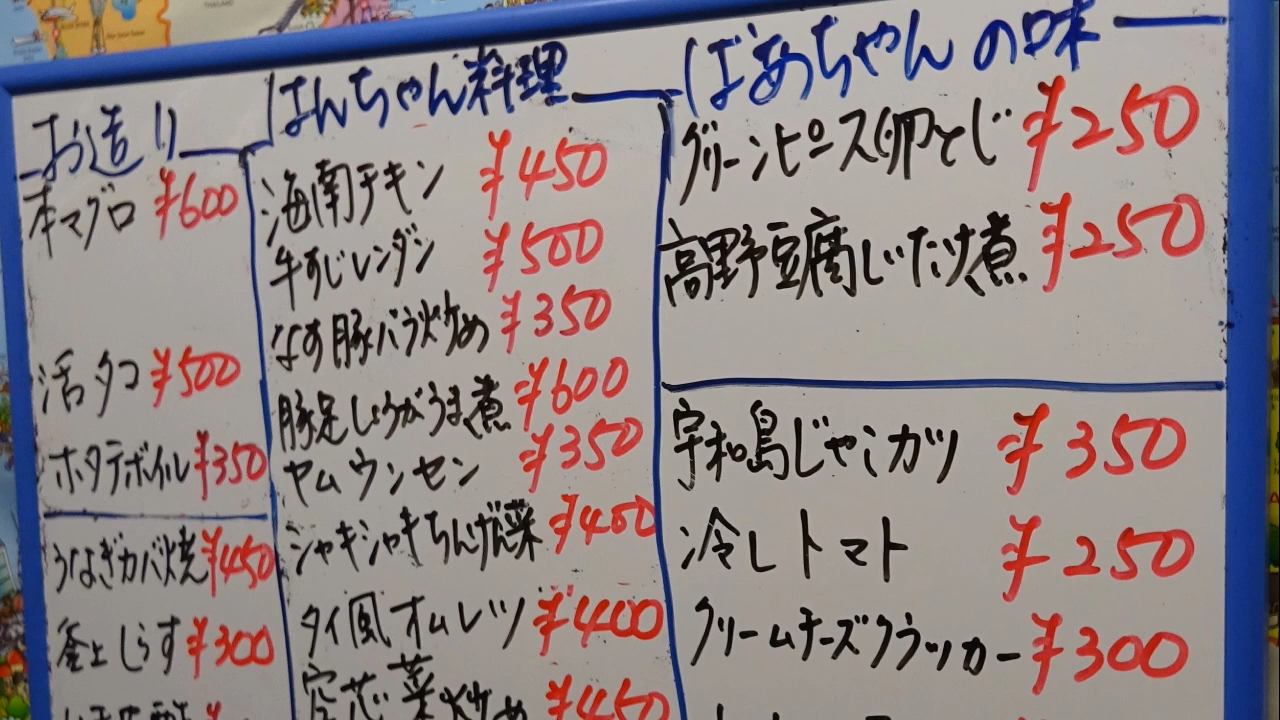 お造り
本マグロ ¥600
活タコ ¥500
ホタテボイル ¥350
うなぎカバ焼 ¥450
釜上しらす ¥300
はんちゃん料理
海南チキン ¥450
牛すじレンダン ¥500
なす豚バラ炒め ¥350
豚足しょうがうま煮 ¥600
ヤムウンセン ¥350
シャキシャキちんげん菜 ¥400
タイ風オムレツ ¥400
空芯菜炒め ¥450
ばあちゃんの味
グリーンピース卵とじ ¥250
高野豆腐しいたけ煮 ¥250
宇和島じゃこカツ ¥350
冷しトマト ¥250
クリームチーズクラッカー ¥300